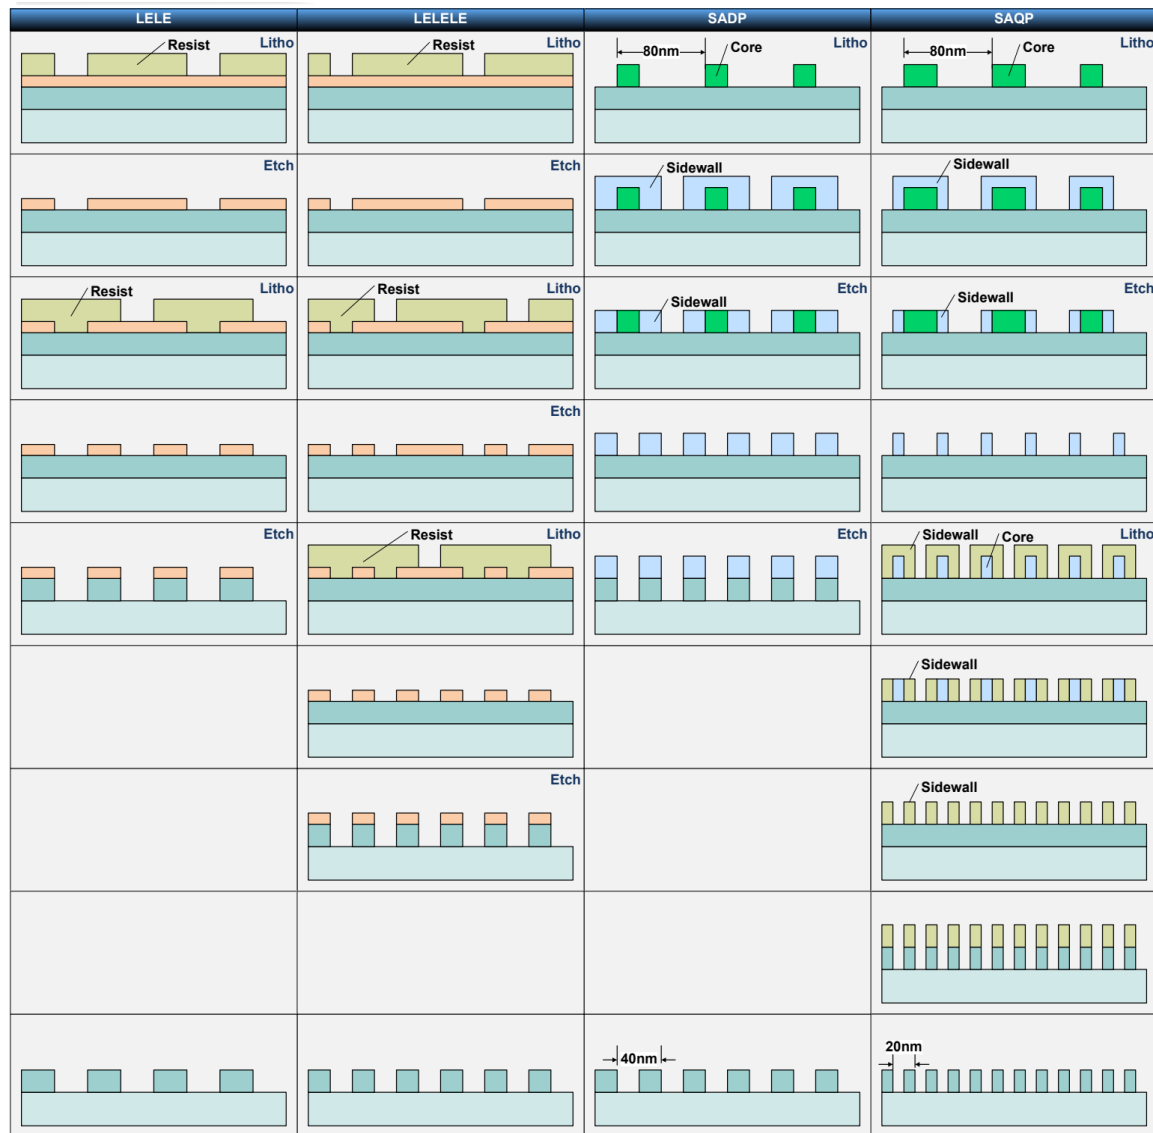 LELE LELELE SADP SAQP
Resist Litho Resist Litho 80nm Core Litho 80nm Core Litho
Etch Etch Sidewall Sidewall
Resist Litho Resist Litho Sidewall Etch Sidewall Etch
Etch
Etch Resist Litho Etch Sidewall Core Litho
Sidewall
Etch Sidewall
40nm 20nm